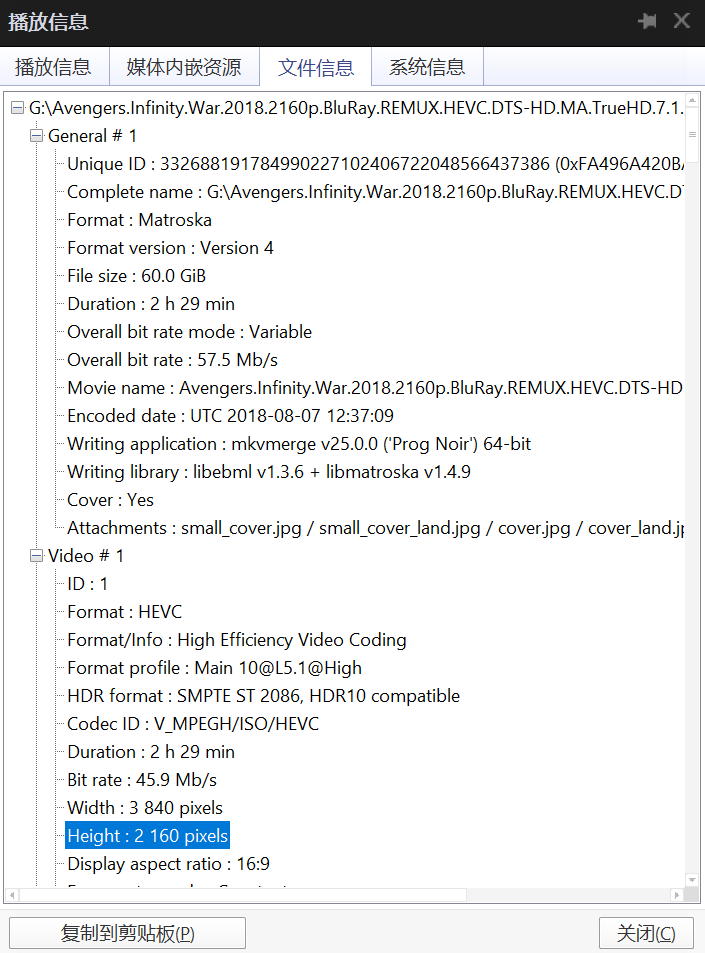 播放信息
播放信息 媒体内嵌资源 文件信息 系统信息
G:\Avengers.Infinity.War.2018.2160p.BluRay.REMUX.HEVC.DTS-HD.MA.TrueHD.7.1.
General # 1
Unique ID : 332688191784990227102406722048566437386 (0xFA496A420BA
Complete name : G:\Avengers.Infinity.War.2018.2160p.BluRay.REMUX.HEVC.DT
Format : Matroska
Format version : Version 4
File size : 60.0 GiB
Duration : 2 h 29 min
Overall bit rate mode : Variable
Overall bit rate : 57.5 Mb/s
Movie name : Avengers.Infinity.War.2018.2160p.BluRay.REMUX.HEVC.DTS-HD
Encoded date : UTC 2018-08-07 12:37:09
Writing application : mkvmerge v25.0.0 ('Prog Noir') 64-bit
Writing library : libebml v1.3.6 + libmatroska v1.4.9
Cover : Yes
Attachments : small_cover.jpg / small_cover_land.jpg / cover.jpg / cover_land.jp
Video # 1
ID : 1
Format : HEVC
Format/Info : High Efficiency Video Coding
Format profile : Main 10@L5.1@High
HDR format : SMPTE ST 2086, HDR10 compatible
Codec ID : V_MPEGH/ISO/HEVC
Duration : 2 h 29 min
Bit rate : 45.9 Mb/s
Width : 3 840 pixels
Height : 2 160 pixels
Display aspect ratio : 16:9
复制到剪贴板(P) 关闭(C)